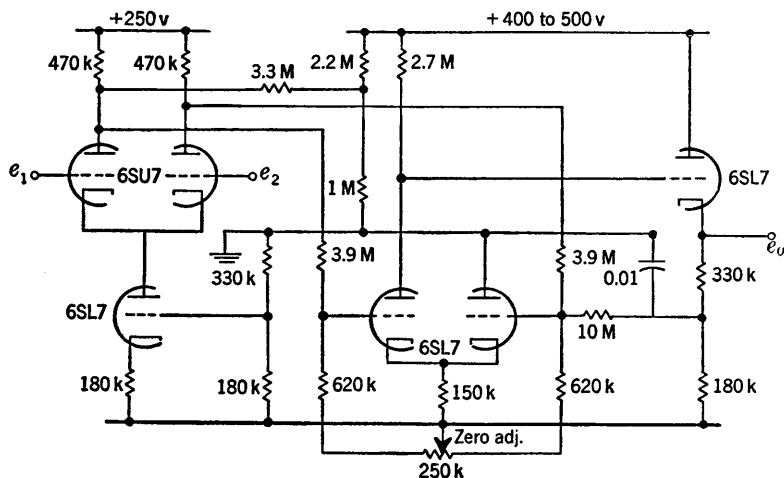 +250 v
+400 to 500 v
470 k
470 k
3.3 M
2.2 M
2.7 M
e1
6SU7
e2
6SL7
1 M
eo
330 k
3.9 M
3.9 M
0.01
330 k
6SL7
6SL7
10 M
180 k
180 k
620 k
150 k
620 k
180 k
Zero adj.
250 k